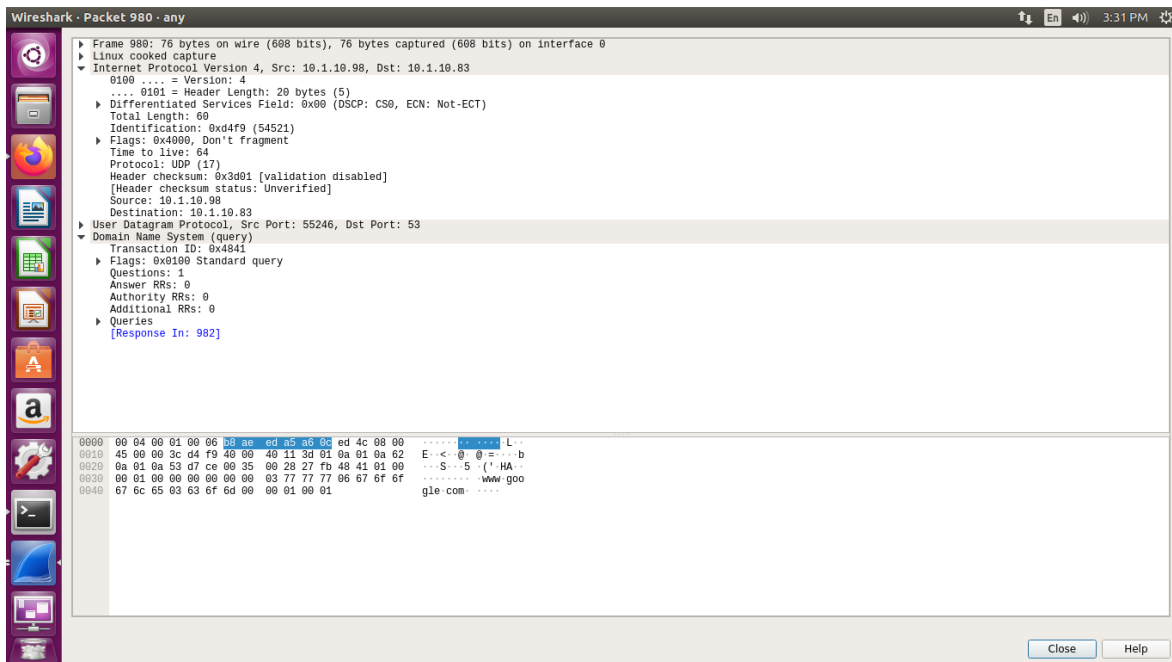 Wireshark · Packet 980 · any
En
3:31 PM
Frame 980: 76 bytes on wire (608 bits), 76 bytes captured (608 bits) on interface 0
Linux cooked capture
Internet Protocol Version 4, Src: 10.1.10.98, Dst: 10.1.10.83
0100 .... = Version: 4
.... 0101 = Header Length: 20 bytes (5)
Differentiated Services Field: 0x00 (DSCP: CS0, ECN: Not-ECT)
Total Length: 60
Identification: 0xd4f9 (54521)
Flags: 0x4000, Don't fragment
Time to live: 64
Protocol: UDP (17)
Header checksum: 0x3d01 [validation disabled]
[Header checksum status: Unverified]
Source: 10.1.10.98
Destination: 10.1.10.83
User Datagram Protocol, Src Port: 55246, Dst Port: 53
Domain Name System (query)
Transaction ID: 0x4841
Flags: 0x0100 Standard query
Questions: 1
Answer RRs: 0
Authority RRs: 0
Additional RRs: 0
Queries
[Response In: 982]
0000 00 04 00 01 00 06 b8 ae ed a5 a6 0c ed 4c 08 00 ········ ·····L··
0010 45 00 00 3c d4 f9 40 00 40 11 3d 01 0a 01 0a 62 E··<··@· @·=····b
0020 0a 01 0a 53 d7 ce 00 35 00 28 27 fb 48 41 01 00 ···S···5 ·('·HA··
0030 00 01 00 00 00 00 00 00 03 77 77 77 06 67 6f 6f ········ ·www·goo
0040 67 6c 65 03 63 6f 6d 00 00 01 00 01 gle·com· ····
Close
Help